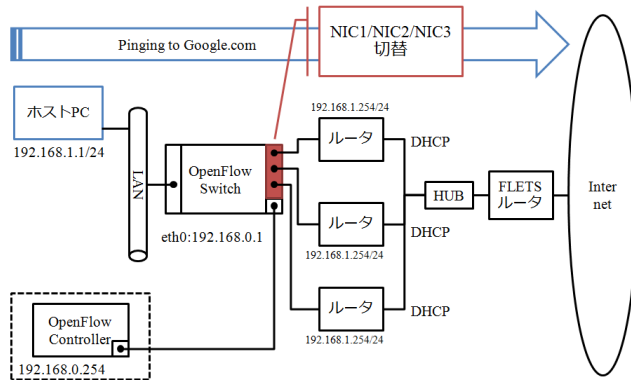 Pinging to Google.com
NIC1/NIC2/NIC3
切替
ホストPC
192.168.1.1/24
LAN
OpenFlow
Switch
eth0:192.168.0.1
192.168.1.254/24
ルータ
DHCP
ルータ
192.168.1.254/24
DHCP
ルータ
192.168.1.254/24
DHCP
HUB
FLETS
ルータ
Inter
net
OpenFlow
Controller
192.168.0.254